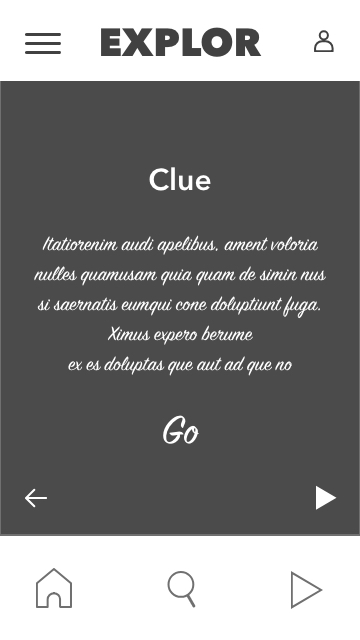 EXPLOR
Clue
Itatiorenim audi apelibus, ament voloria
nulles quamusam quia quam de simin nus
si saernatis eumqui cone doluptiunt fuga.
Ximus expero berume
ex es doluptas que aut ad que no
Go